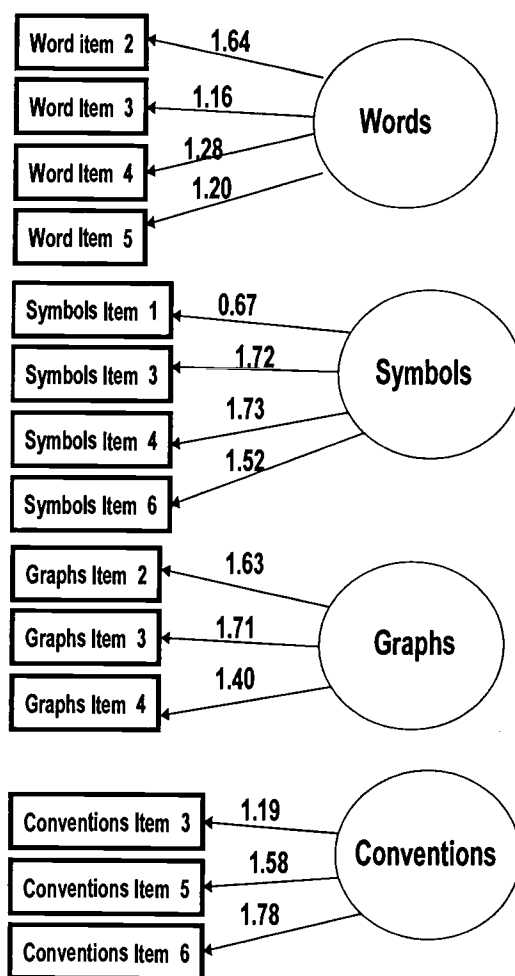 Word item 2
1.64
Word Item 3
1.16
Words
Word Item 4
1.28
Word Item 5
1.20
Symbols Item 1
0.67
Symbols Item 3
1.72
Symbols
Symbols Item 4
1.73
Symbols Item 6
1.52
Graphs Item 2
1.63
Graphs Item 3
1.71
Graphs
Graphs Item 4
1.40
Conventions Item 3
1.19
Conventions
Conventions Item 5
1.58
Conventions Item 6
1.78